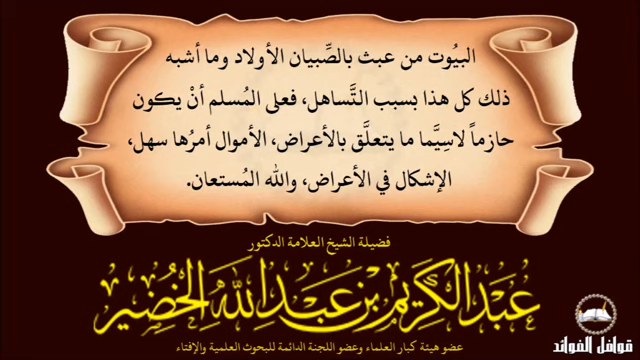 البيُوت من عبث بالصِّبيان الأولاد وما أشبه
ذلك كل هذا بسبب التَّساهل، فعلى المُسلم أنْ يكون
حازماً لاسِيَّما ما يتعلَّق بالأعراض، الأموال أمرُها سهل،
الإشكال في الأعراض، والله المُستعان.
فضيلة الشيخ العلامة الدكتور
عبد الكريم بن عبد الله الخضير
عضو هيئة كبار العلماء وعضو اللجنة الدائمة للبحوث العلمية والإفتاء
قوافل الفوائد